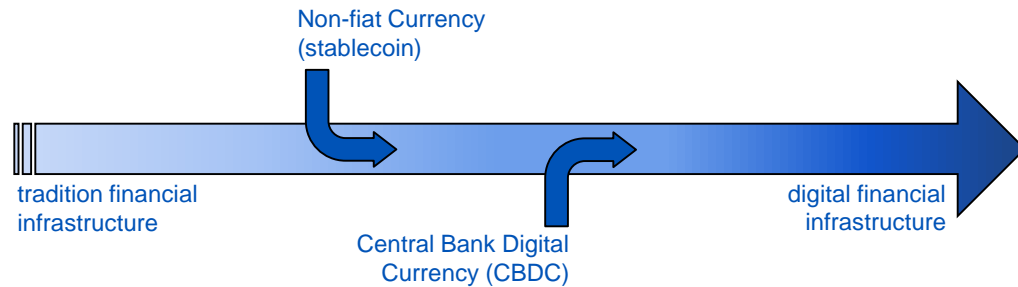 Non-fiat Currency
(stablecoin)
tradition financial
infrastructure
digital financial
infrastructure
Central Bank Digital
Currency (CBDC)